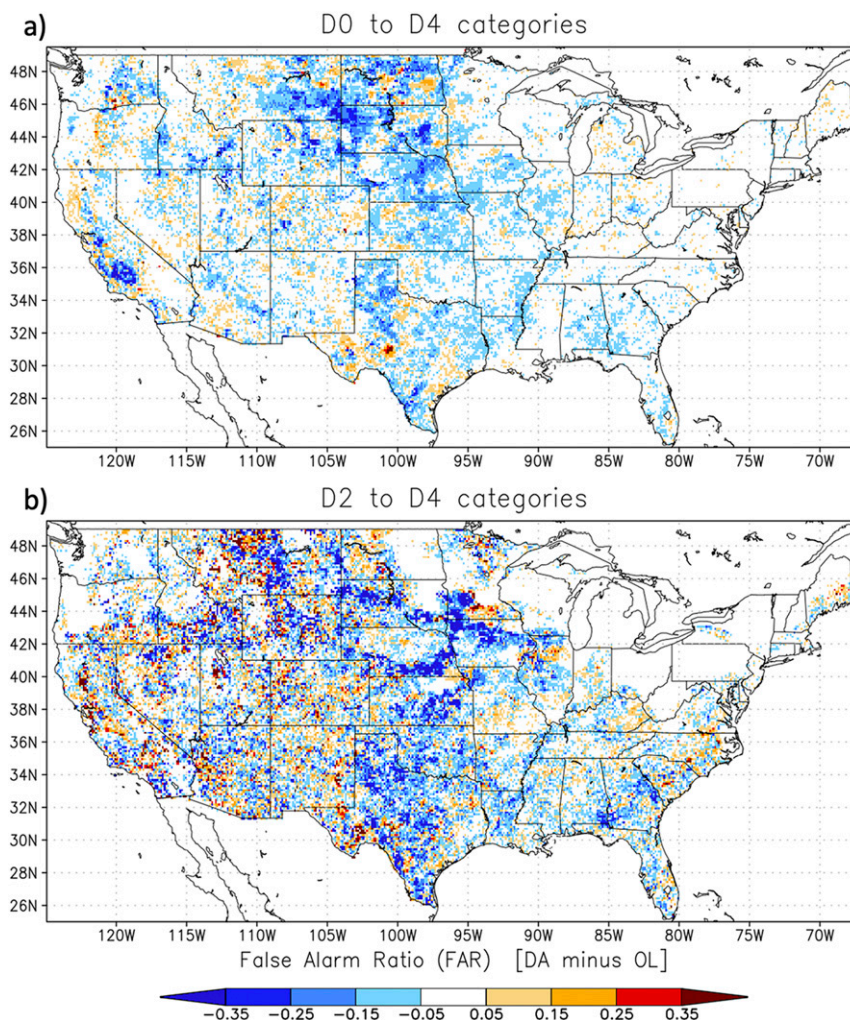 a)
D0 to D4 categories
48N
46N
44N
42N
40N
38N
36N
34N
32N
30N
28N
26N
120W 115W 110W 105W 100W 95W 90W 85W 80W 75W 70W
b)
D2 to D4 categories
48N
46N
44N
42N
40N
38N
36N
34N
32N
30N
28N
26N
120W 115W 110W 105W 100W 95W 90W 85W 80W 75W 70W
False Alarm Ratio (FAR) [DA minus OL]
−0.35 −0.25 −0.15 −0.05 0.05 0.15 0.25 0.35